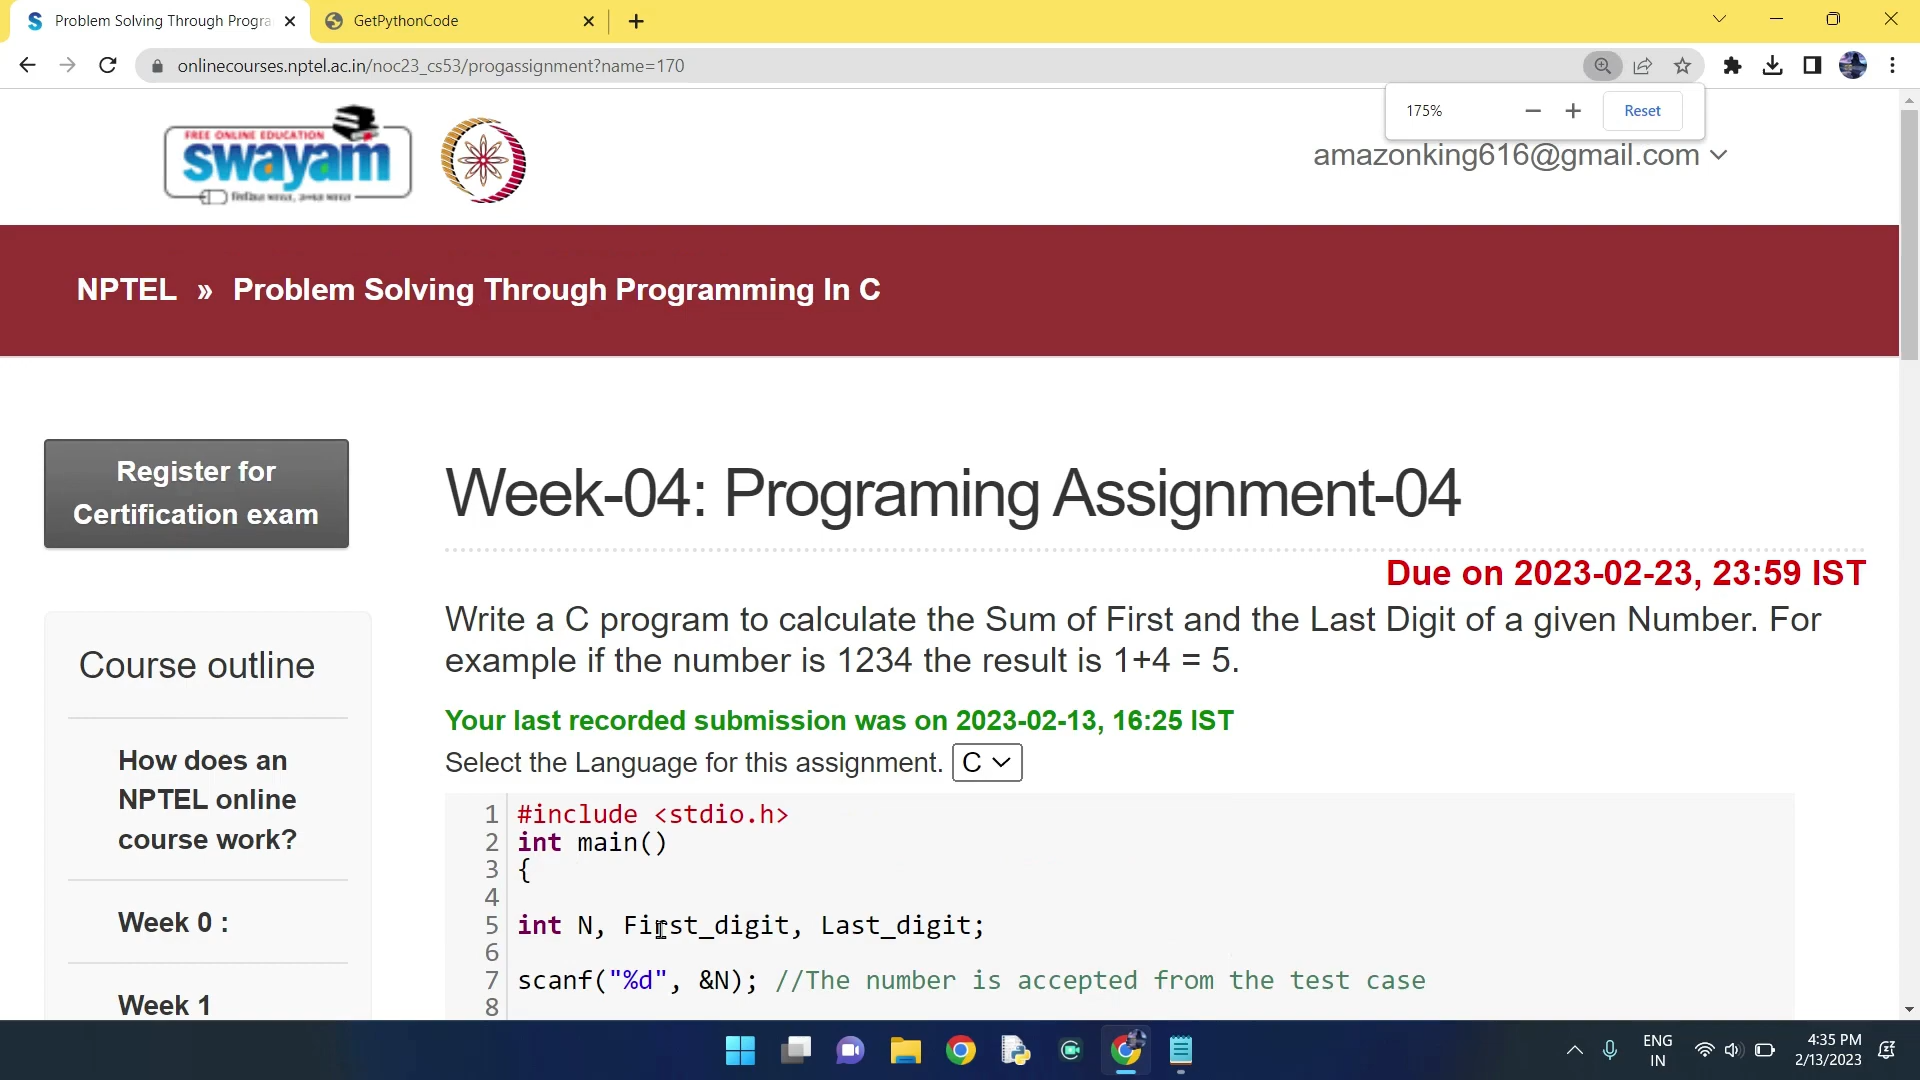 Problem Solving Through Progra
GetPythonCode
onlinecourses.nptel.ac.in/noc23_cs53/progassignment?name=170
175%
Reset
FREE ONLINE EDUCATION
swayam
amazonking616@gmail.com
NPTEL » Problem Solving Through Programming In C
Register for
Certification exam
Week-04: Programing Assignment-04
Due on 2023-02-23, 23:59 IST
Write a C program to calculate the Sum of First and the Last Digit of a given Number. For
example if the number is 1234 the result is 1+4 = 5.
Course outline
Your last recorded submission was on 2023-02-13, 16:25 IST
Select the Language for this assignment. C
How does an
NPTEL online
course work?
Week 0 :
Week 1
1 #include <stdio.h>
2 int main()
3 {
4
5 int N, First_digit, Last_digit;
6
7 scanf("%d", &N); //The number is accepted from the test case
8
ENG
IN
4:35 PM
2/13/2023